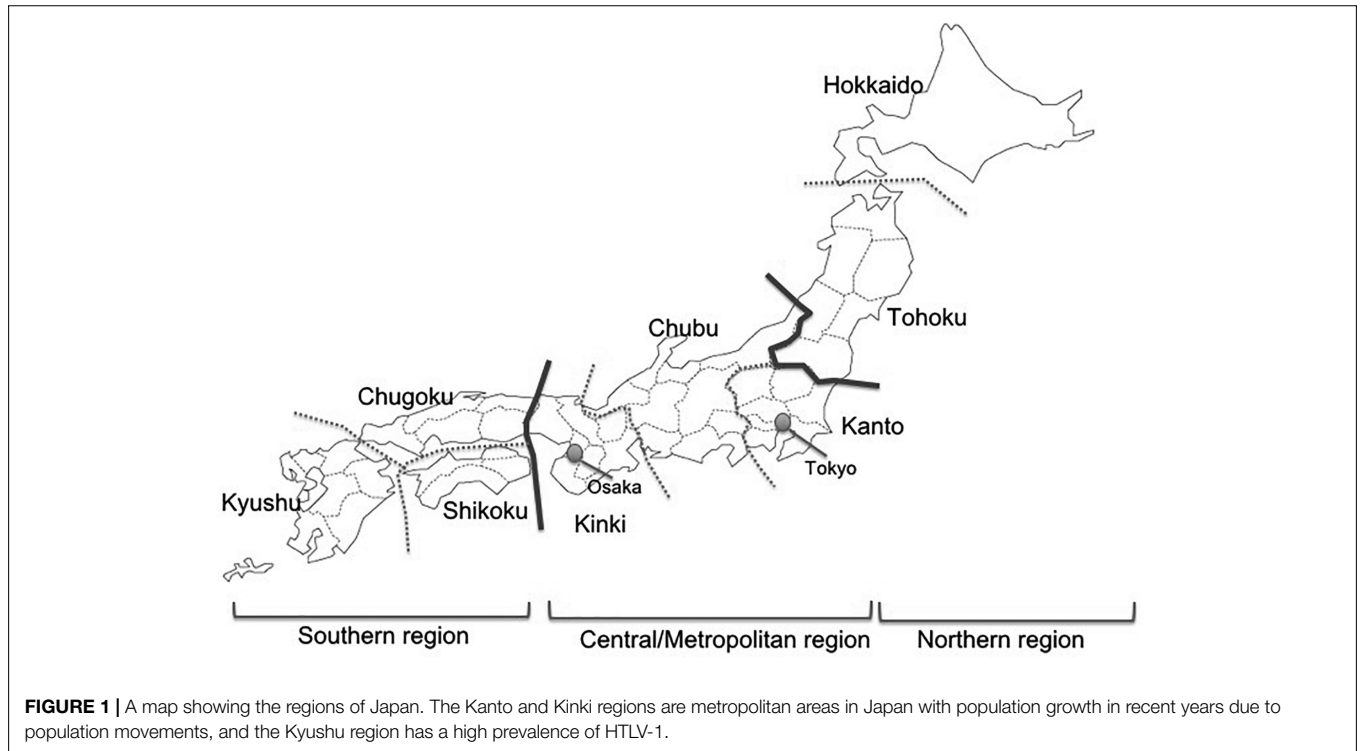 Hokkaido
Tohoku
Chubu
Chugoku
Kanto
Tokyo
Osaka
Kyushu
Shikoku
Kinki
Southern region
Central/Metropolitan region
Northern region
FIGURE 1 | A map showing the regions of Japan. The Kanto and Kinki regions are metropolitan areas in Japan with population growth in recent years due to
population movements, and the Kyushu region has a high prevalence of HTLV-1.